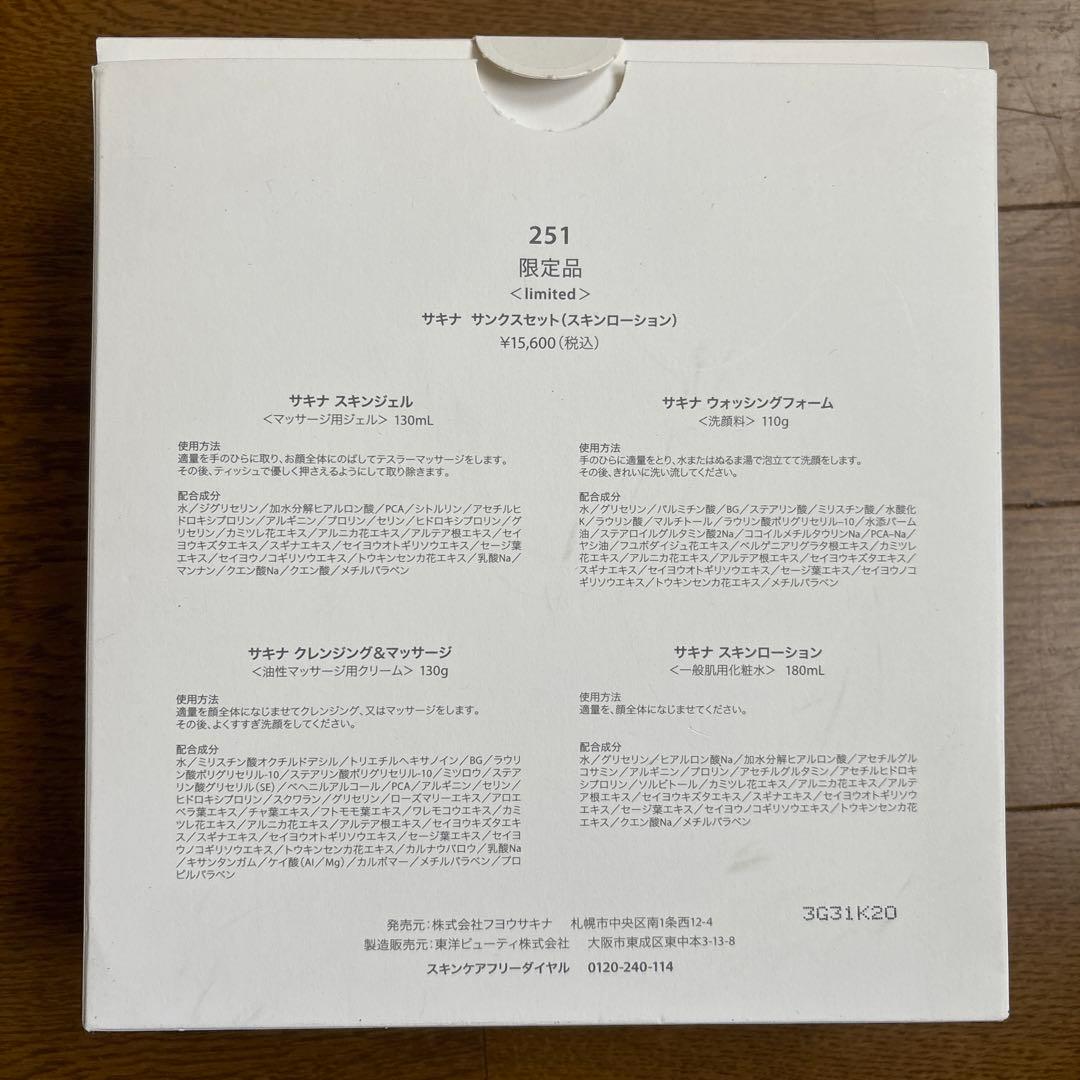 251
限定品
＜limited＞
サキナ サンクスセット（スキンローション）
¥15,600（税込）
サキナ スキンジェル
＜マッサージ用ジェル＞ 130mL
使用方法
適量を手のひらに取り、お顔全体にのばしてテスラーマッサージをします。
その後、ティッシュで優しく押さえるようにして取り除きます。
配合成分
水／ジグリセリン／加水分解ヒアルロン酸／PCA／シトルリン／アセチルヒ
ドロキシプロリン／アルギニン／プロリン／セリン／ヒドロキシプロリン／グ
リセリン／カミツレ花エキス／アルニカ花エキス／アルテア根エキス／セイ
ヨウキズタエキス／スギナエキス／セイヨウオトギリソウエキス／セージ葉
エキス／セイヨウノコギリソウエキス／トウキンセンカ花エキス／乳酸Na／
マンナン／クエン酸Na／クエン酸／メチルパラベン
サキナ ウォッシングフォーム
＜洗顔料＞ 110g
使用方法
手のひらに適量をとり、水またはぬるま湯で泡立てて洗顔をします。
その後、きれいに洗い流してください。
配合成分
水／グリセリン／パルミチン酸／BG／ステアリン酸／ミリスチン酸／水酸化
K／ラウリン酸／マルチトール／ラウリン酸ポリグリセリル-10／水添パーム
油／ステアロイルグルタミン酸2Na／ココイルメチルタウリンNa／PCA-Na／
ヤシ油／フユボダイジュ花エキス／ベルゲニアリグラタ根エキス／カミツレ
花エキス／アルニカ花エキス／アルテア根エキス／セイヨウキズタエキス／
スギナエキス／セイヨウオトギリソウエキス／セージ葉エキス／セイヨウノコ
ギリソウエキス／トウキンセンカ花エキス／メチルパラベン
サキナ クレンジング&マッサージ
＜油性マッサージ用クリーム＞ 130g
使用方法
適量を顔全体になじませてクレンジング、又はマッサージをします。
その後、よくすすぎ洗顔をしてください。
配合成分
水／ミリスチン酸オクチルドデシル／トリエチルヘキサノイン／BG／ラウリ
ン酸ポリグリセリル-10／ステアリン酸ポリグリセリル-10／ミツロウ／ステア
リン酸グリセリル（SE）／ベヘニルアルコール／PCA／アルギニン／セリン／
ヒドロキシプロリン／スクワラン／グリセリン／ローズマリーエキス／アロエ
ベラ葉エキス／チャ葉エキス／フトモモ葉エキス／ワレモコウエキス／カミ
ツレ花エキス／アルニカ花エキス／アルテア根エキス／セイヨウキズタエキ
ス／スギナエキス／セイヨウオトギリソウエキス／セージ葉エキス／セイヨ
ウノコギリソウエキス／トウキンセンカ花エキス／カルナウバロウ／乳酸Na
／キサンタンガム／ケイ酸（Al／Mg）／カルボマー／メチルパラベン／プロ
ピルパラベン
サキナ スキンローション
＜一般肌用化粧水＞ 180mL
使用方法
適量を、顔全体になじませてください。
配合成分
水／グリセリン／ヒアルロン酸Na／加水分解ヒアルロン酸／アセチルグル
コサミン／アルギニン／プロリン／アセチルグルタミン／アセチルヒドロキ
シプロリン／ソルビトール／カミツレ花エキス／アルニカ花エキス／アルテ
ア根エキス／セイヨウキズタエキス／スギナエキス／セイヨウオトギリソウ
エキス／セージ葉エキス／セイヨウノコギリソウエキス／トウキンセンカ花
エキス／クエン酸Na／メチルパラベン
3G31K20
発売元：株式会社フヨウサキナ 札幌市中央区南1条西12-4
製造販売元：東洋ビューティ株式会社 大阪市東成区東中本3-13-8
スキンケアフリーダイヤル 0120-240-114